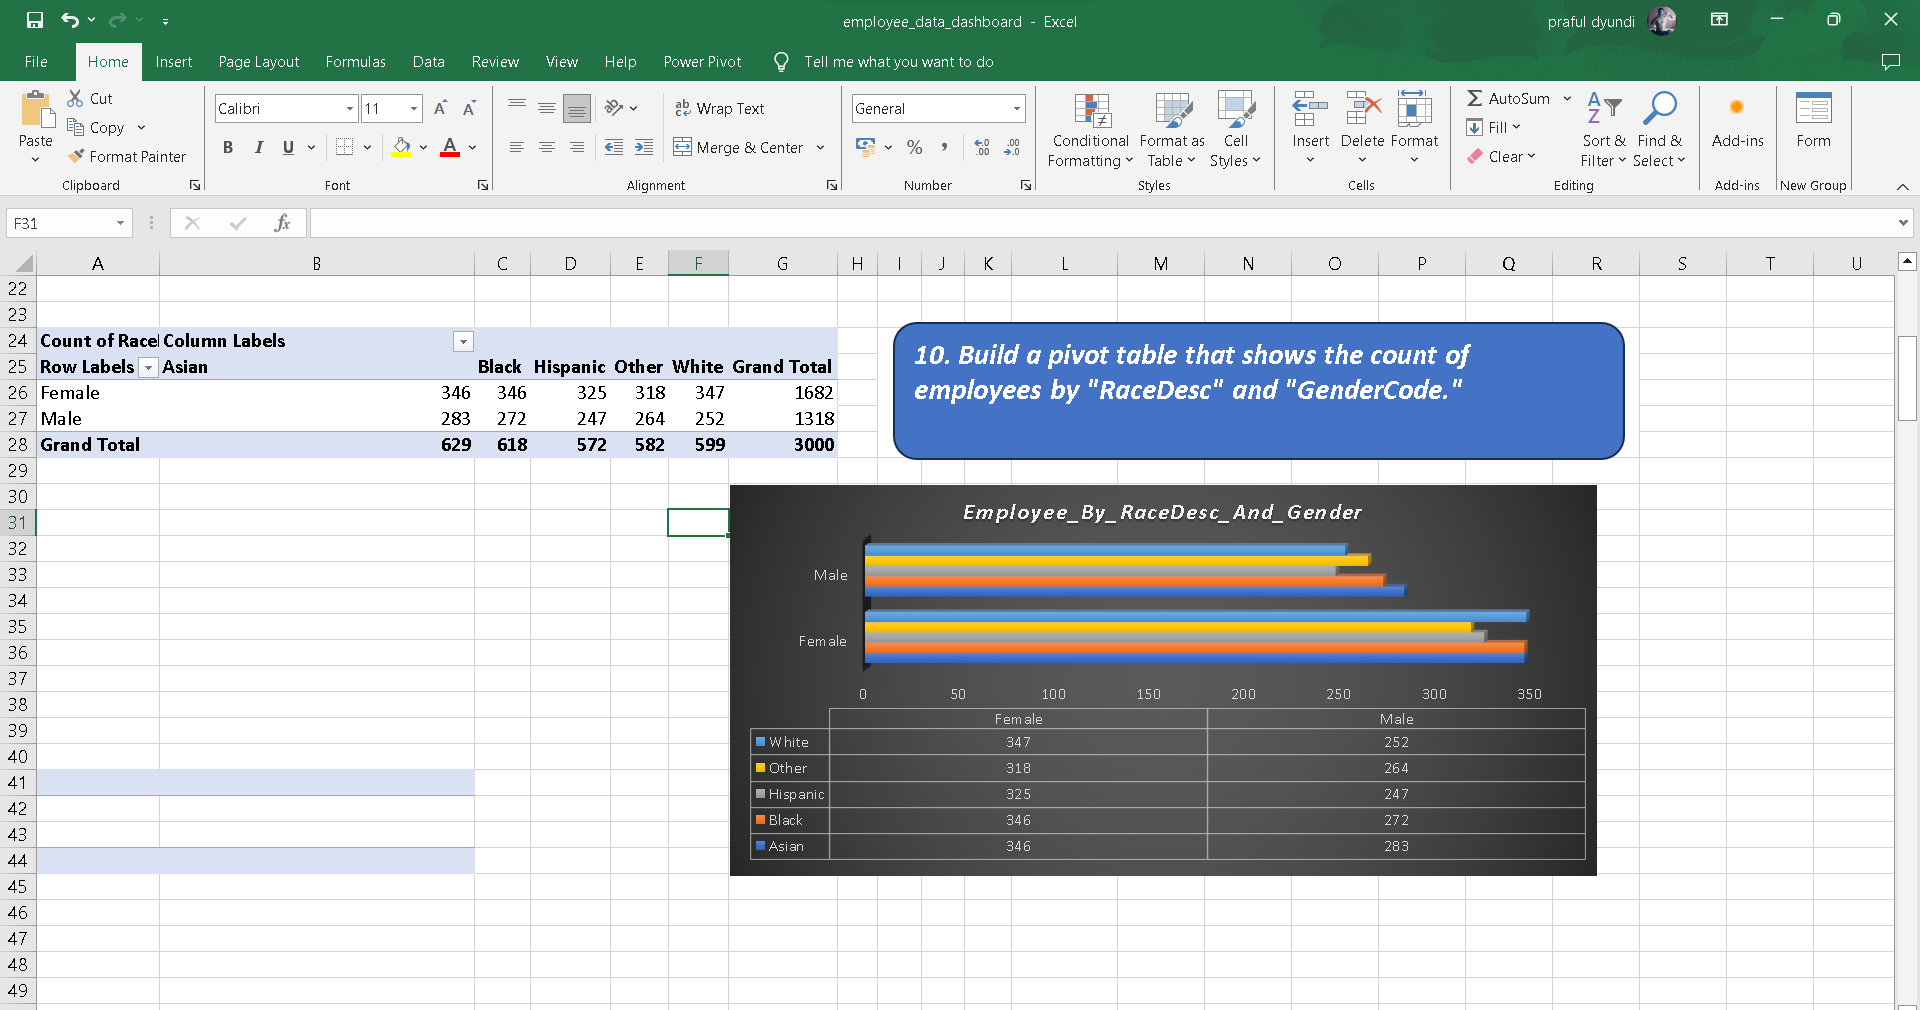 employee_data_dashboard - Excel
praful dyundi
File Home Insert Page Layout Formulas Data Review View Help Power Pivot Tell me what you want to do
Paste
Cut
Copy
Format Painter
Clipboard
Calibri 11
B I U
Font
Wrap Text
Merge & Center
Alignment
General
Number
Conditional Formatting
Format as Table
Cell Styles
Styles
Insert Delete Format
Cells
AutoSum
Fill
Clear
Sort & Filter
Find & Select
Editing
Add-ins
Add-ins
Form
New Group
F31 fx
A B C D E F G H I J K L M N O P Q R S T U
22
23
24 Count of Race Column Labels
25 Row Labels Asian Black Hispanic Other White Grand Total
26 Female 346 346 325 318 347 1682
27 Male 283 272 247 264 252 1318
28 Grand Total 629 618 572 582 599 3000
29
30
31
32
33
34
35
36
37
38
39
40
41
42
43
44
45
46
47
48
49
10. Build a pivot table that shows the count of
employees by "RaceDesc" and "GenderCode."
Employee_By_RaceDesc_And_Gender
Male
Female
0 50 100 150 200 250 300 350
Female Male
White 347 252
Other 318 264
Hispanic 325 247
Black 346 272
Asian 346 283